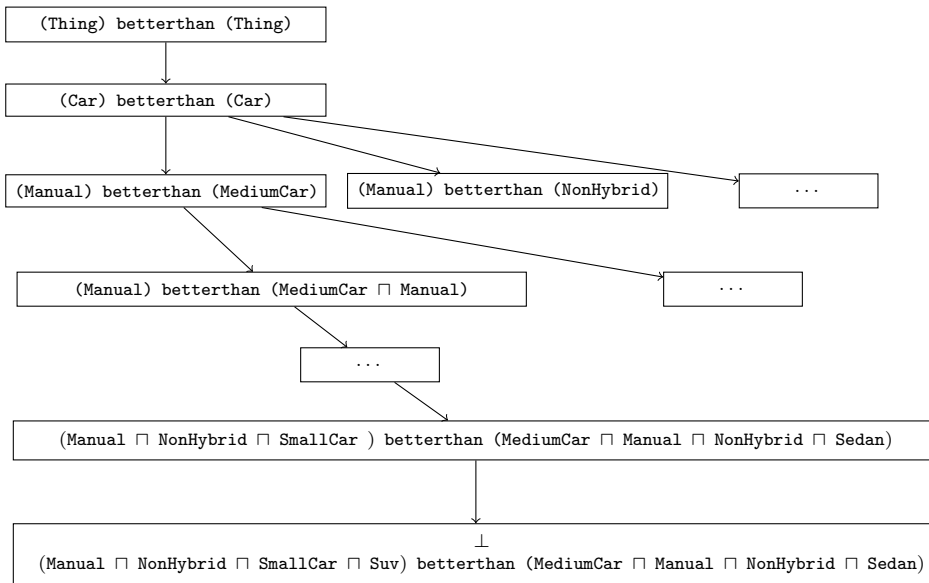 (Thing) betterthan (Thing)
(Car) betterthan (Car)
(Manual) betterthan (MediumCar)
(Manual) betterthan (NonHybrid)
...
(Manual) betterthan (MediumCar ⊓ Manual)
...
...
(Manual ⊓ NonHybrid ⊓ SmallCar ) betterthan (MediumCar ⊓ Manual ⊓ NonHybrid ⊓ Sedan)
⊥
(Manual ⊓ NonHybrid ⊓ SmallCar ⊓ Suv) betterthan (MediumCar ⊓ Manual ⊓ NonHybrid ⊓ Sedan)